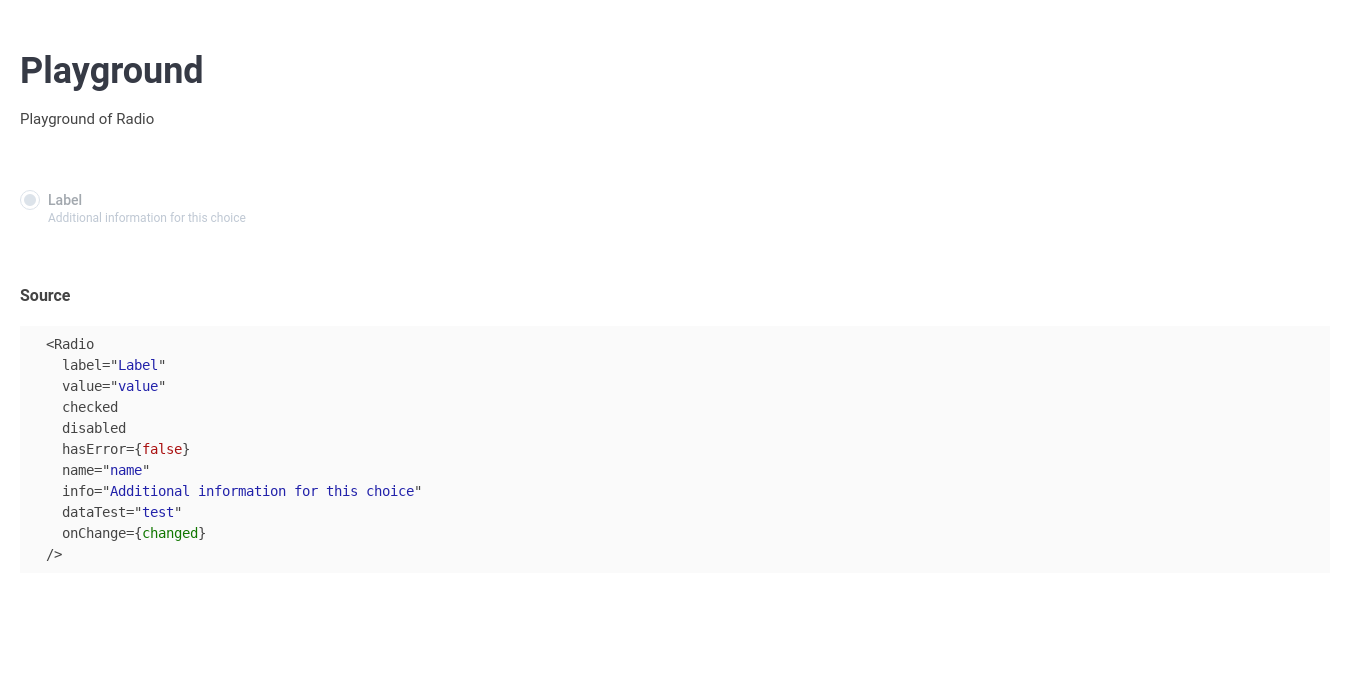 Playground
Playground of Radio
Label
Additional information for this choice
Source
<Radio
  label="Label"
  value="value"
  checked
  disabled
  hasError={false}
  name="name"
  info="Additional information for this choice"
  dataTest="test"
  onChange={changed}
/>